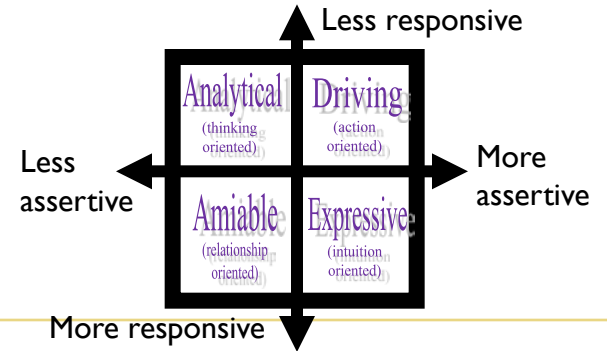 Less responsive
Analytical
(thinking
oriented)
Driving
(action
oriented)
Less
assertive
More
assertive
Amiable
(relationship
oriented)
Expressive
(intuition
oriented)
More responsive